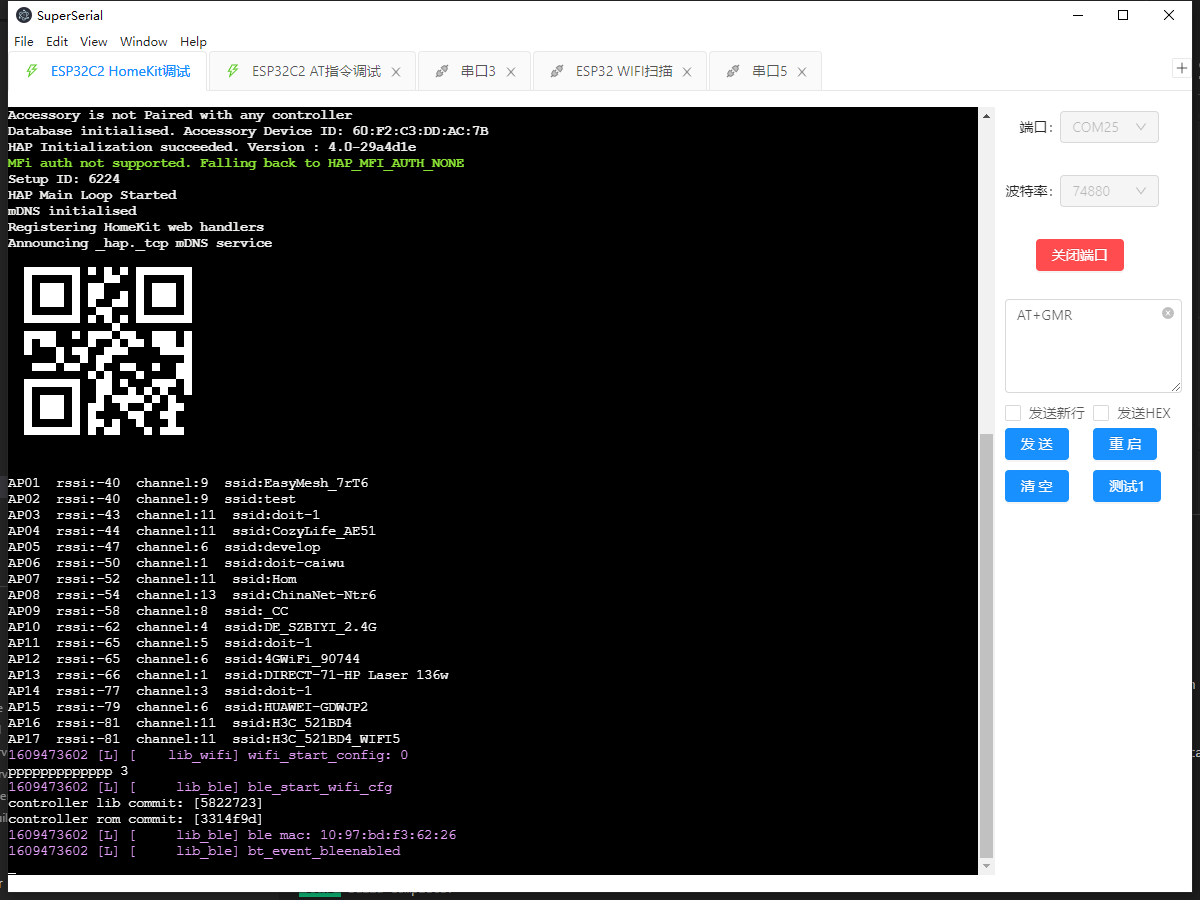 SuperSerial
File Edit View Window Help
ESP32C2 HomeKit调试
ESP32C2 AT指令调试
串口3
ESP32 WIFI扫描
串口5
Accessory is not Paired with any controller
Database initialised. Accessory Device ID: 60:F2:C3:DD:AC:7B
HAP Initialization succeeded. Version : 4.0-29a4d1e
MFi auth not supported. Falling back to HAP_MFI_AUTH_NONE
Setup ID: 6224
HAP Main Loop Started
mDNS initialised
Registering HomeKit web handlers
Announcing _hap._tcp mDNS service
AP01  rssi:-40  channel:9  ssid:EasyMesh_7rT6
AP02  rssi:-40  channel:9  ssid:test
AP03  rssi:-43  channel:11  ssid:doit-1
AP04  rssi:-44  channel:11  ssid:CozyLife_AE51
AP05  rssi:-47  channel:6  ssid:develop
AP06  rssi:-50  channel:1  ssid:doit-caiwu
AP07  rssi:-52  channel:11  ssid:Hom
AP08  rssi:-54  channel:13  ssid:ChinaNet-Ntr6
AP09  rssi:-58  channel:8  ssid:_CC
AP10  rssi:-62  channel:4  ssid:DE_SZBIYI_2.4G
AP11  rssi:-65  channel:5  ssid:doit-1
AP12  rssi:-65  channel:6  ssid:4GWiFi_90744
AP13  rssi:-66  channel:1  ssid:DIRECT-71-HP Laser 136w
AP14  rssi:-77  channel:3  ssid:doit-1
AP15  rssi:-79  channel:6  ssid:HUAWEI-GDWJP2
AP16  rssi:-81  channel:11  ssid:H3C_521BD4
AP17  rssi:-81  channel:11  ssid:H3C_521BD4_WIFI5
1609473602 [L] [    lib_wifi] wifi_start_config: 0
ppppppppppppp 3
1609473602 [L] [     lib_ble] ble_start_wifi_cfg
controller lib commit: [5822723]
controller rom commit: [3314f9d]
1609473602 [L] [     lib_ble] ble mac: 10:97:bd:f3:62:26
1609473602 [L] [     lib_ble] bt_event_bleenabled
端口: COM25
波特率: 74880
关闭端口
AT+GMR
发送新行 发送HEX
发 送 重 启
清 空 测试1